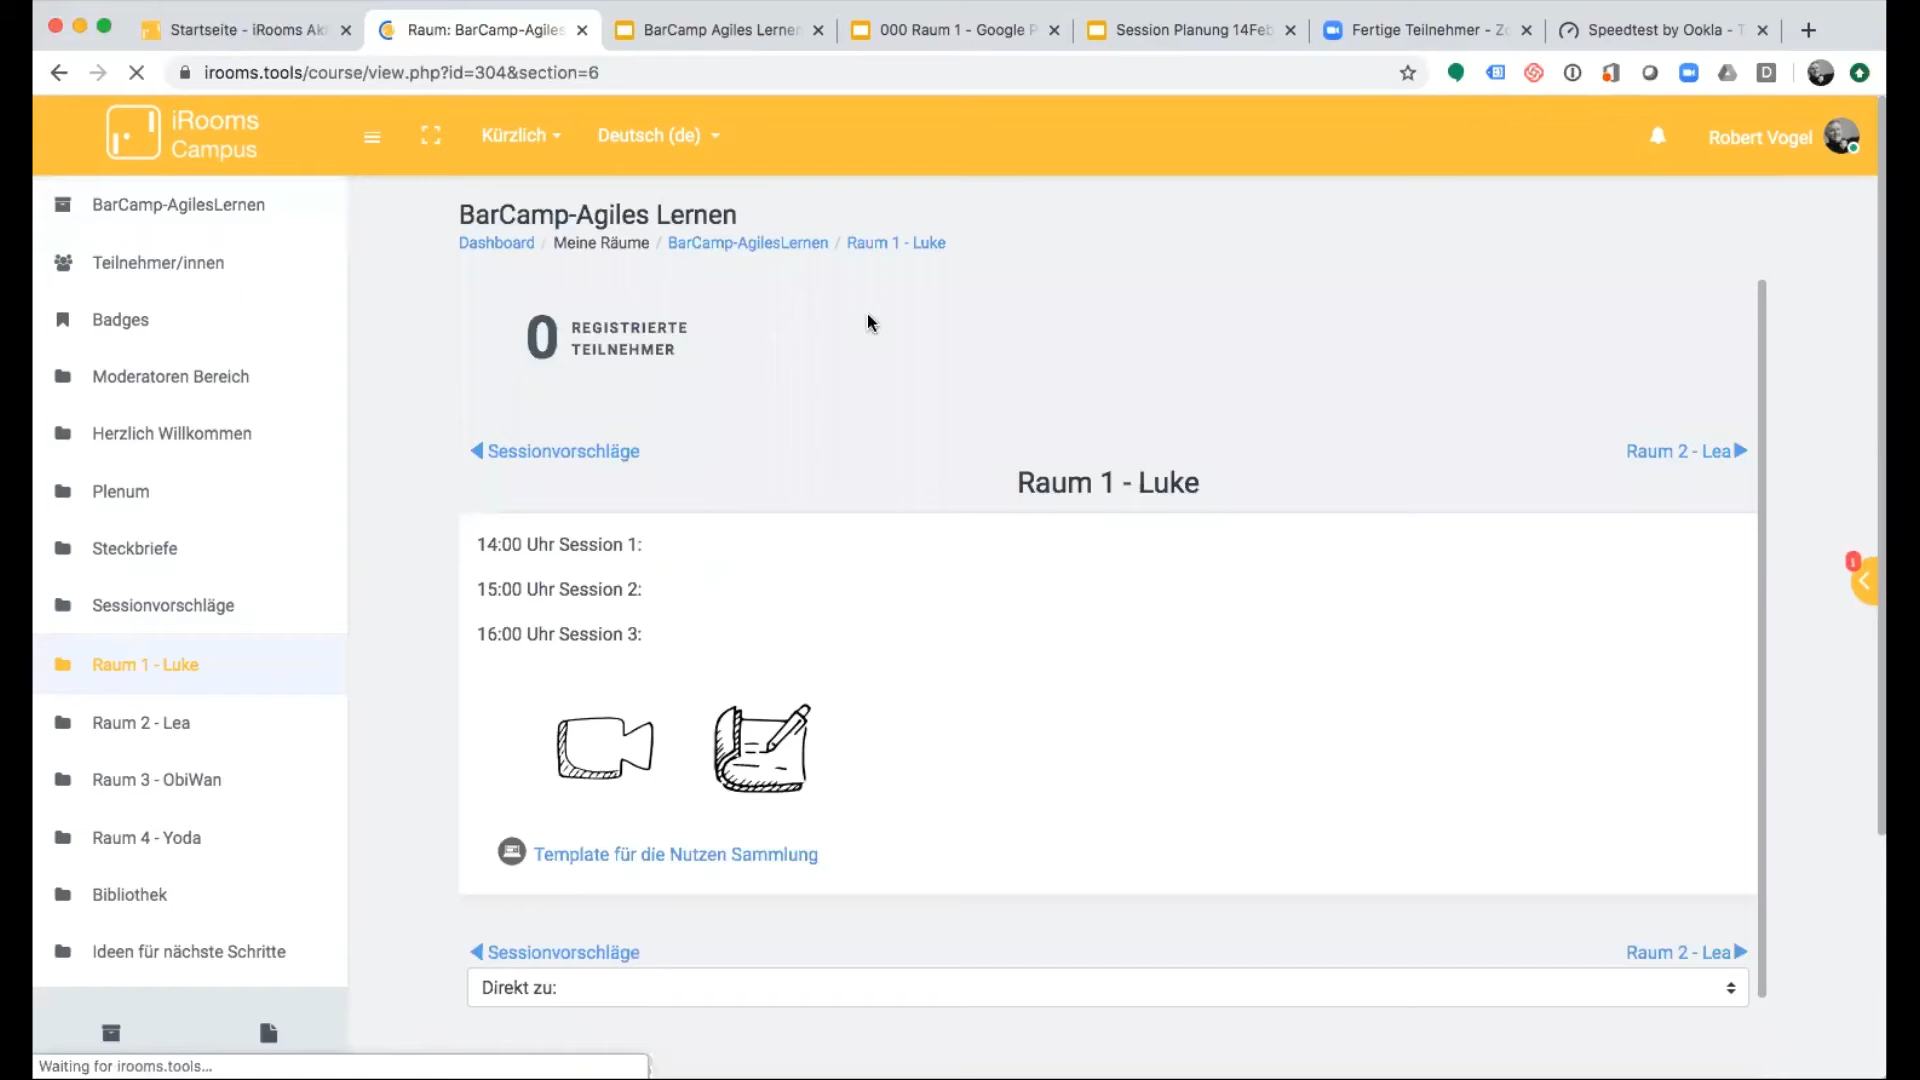 Startseite - iRooms Ak
Raum: BarCamp-Agiles
BarCamp Agiles Lernen
000 Raum 1 - Google P
Session Planung 14Feb
Fertige Teilnehmer - Zo
Speedtest by Ookla - T
irooms.tools/course/view.php?id=304&section=6
iRooms
Campus
Kürzlich
Deutsch (de)
Robert Vogel
BarCamp-AgilesLernen
Teilnehmer/innen
Badges
Moderatoren Bereich
Herzlich Willkommen
Plenum
Steckbriefe
Sessionvorschläge
Raum 1 - Luke
Raum 2 - Lea
Raum 3 - ObiWan
Raum 4 - Yoda
Bibliothek
Ideen für nächste Schritte
BarCamp-Agiles Lernen
Dashboard / Meine Räume / BarCamp-AgilesLernen / Raum 1 - Luke
0 REGISTRIERTE
TEILNEHMER
Sessionvorschläge
Raum 2 - Lea
Raum 1 - Luke
14:00 Uhr Session 1:
15:00 Uhr Session 2:
16:00 Uhr Session 3:
Template für die Nutzen Sammlung
Sessionvorschläge
Raum 2 - Lea
Direkt zu:
Waiting for irooms.tools...